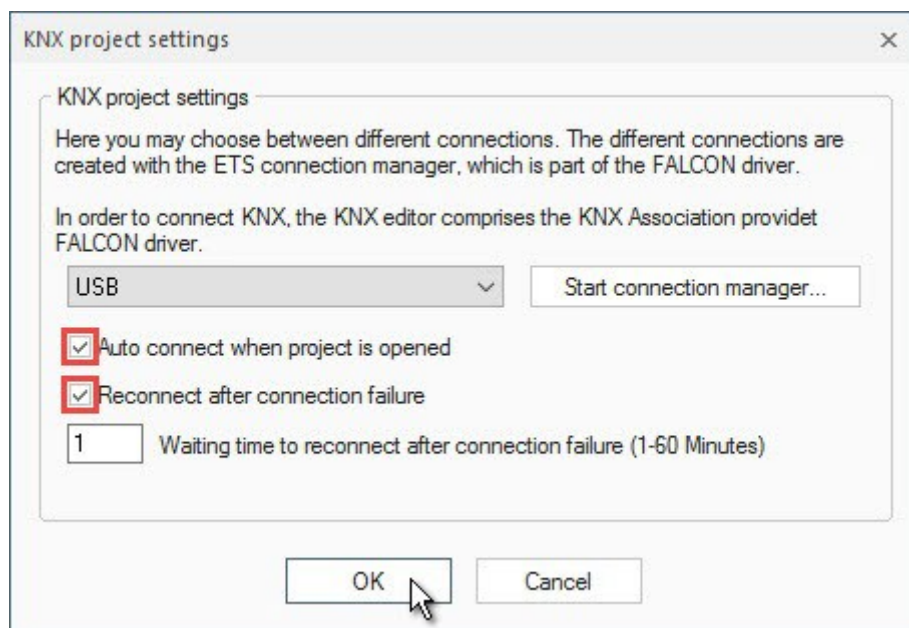 KNX project settings
KNX project settings
Here you may choose between different connections. The different connections are
created with the ETS connection manager, which is part of the FALCON driver.
In order to connect KNX, the KNX editor comprises the KNX Association providet
FALCON driver.
USB
Start connection manager...
Auto connect when project is opened
Reconnect after connection failure
1 Waiting time to reconnect after connection failure (1-60 Minutes)
OK
Cancel